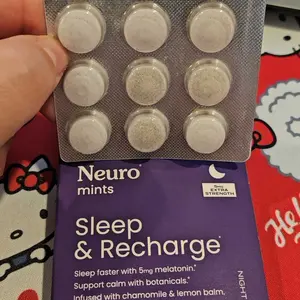 Neuro®
mints
5mg
EXTRA
STRENGTH
Sleep
& Recharge
Sleep faster with 5mg melatonin.*
Support calm with botanicals.*
Infused with chamomile & lemon balm.
NIGHT
Hello